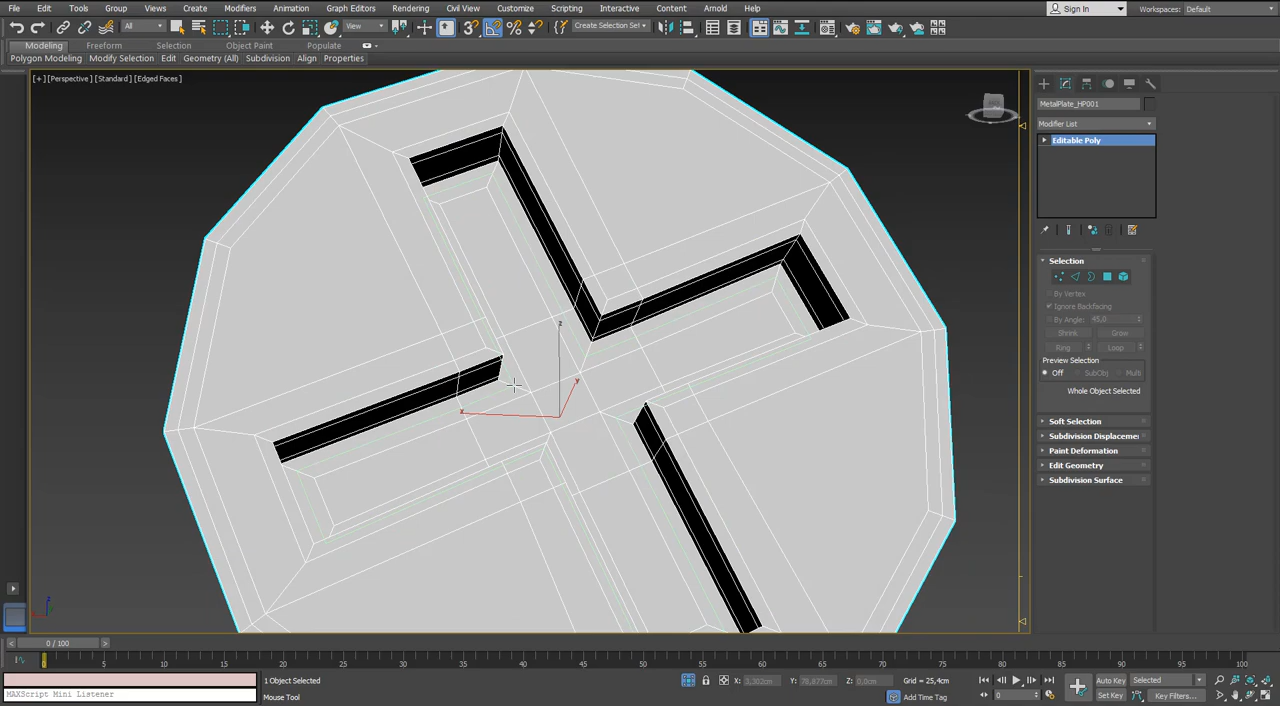 File Edit Tools Group Views Create Modifiers Animation Graph Editors Rendering Civil View Customize Scripting Interactive Content Arnold Help Sign In Workspaces: Default
All View Create Selection Set
Modeling Freeform Selection Object Paint Populate
Polygon Modeling Modify Selection Edit Geometry (All) Subdivision Align Properties
[+] [Perspective] [Standard] [Edged Faces]
MetalPlate_HP001
Modifier List
Editable Poly
Selection
By Vertex
Ignore Backfacing
By Angle: 45,0
Shrink Grow
Ring Loop
Preview Selection
Off SubObj Multi
Whole Object Selected
Soft Selection
Subdivision Displaceme
Paint Deformation
Edit Geometry
Subdivision Surface
z
y
x
z
0 / 100
0 5 10 15 20 25 30 35 40 45 50 55 60 65 70 75 80 85 90 95 100
1 Object Selected X: 3,302cm Y: 78,877cm Z: 0,0cm Grid = 25,4cm Auto Key Selected
MAXScript Mini Listener Mouse Tool Add Time Tag 0 Set Key Key Filters...